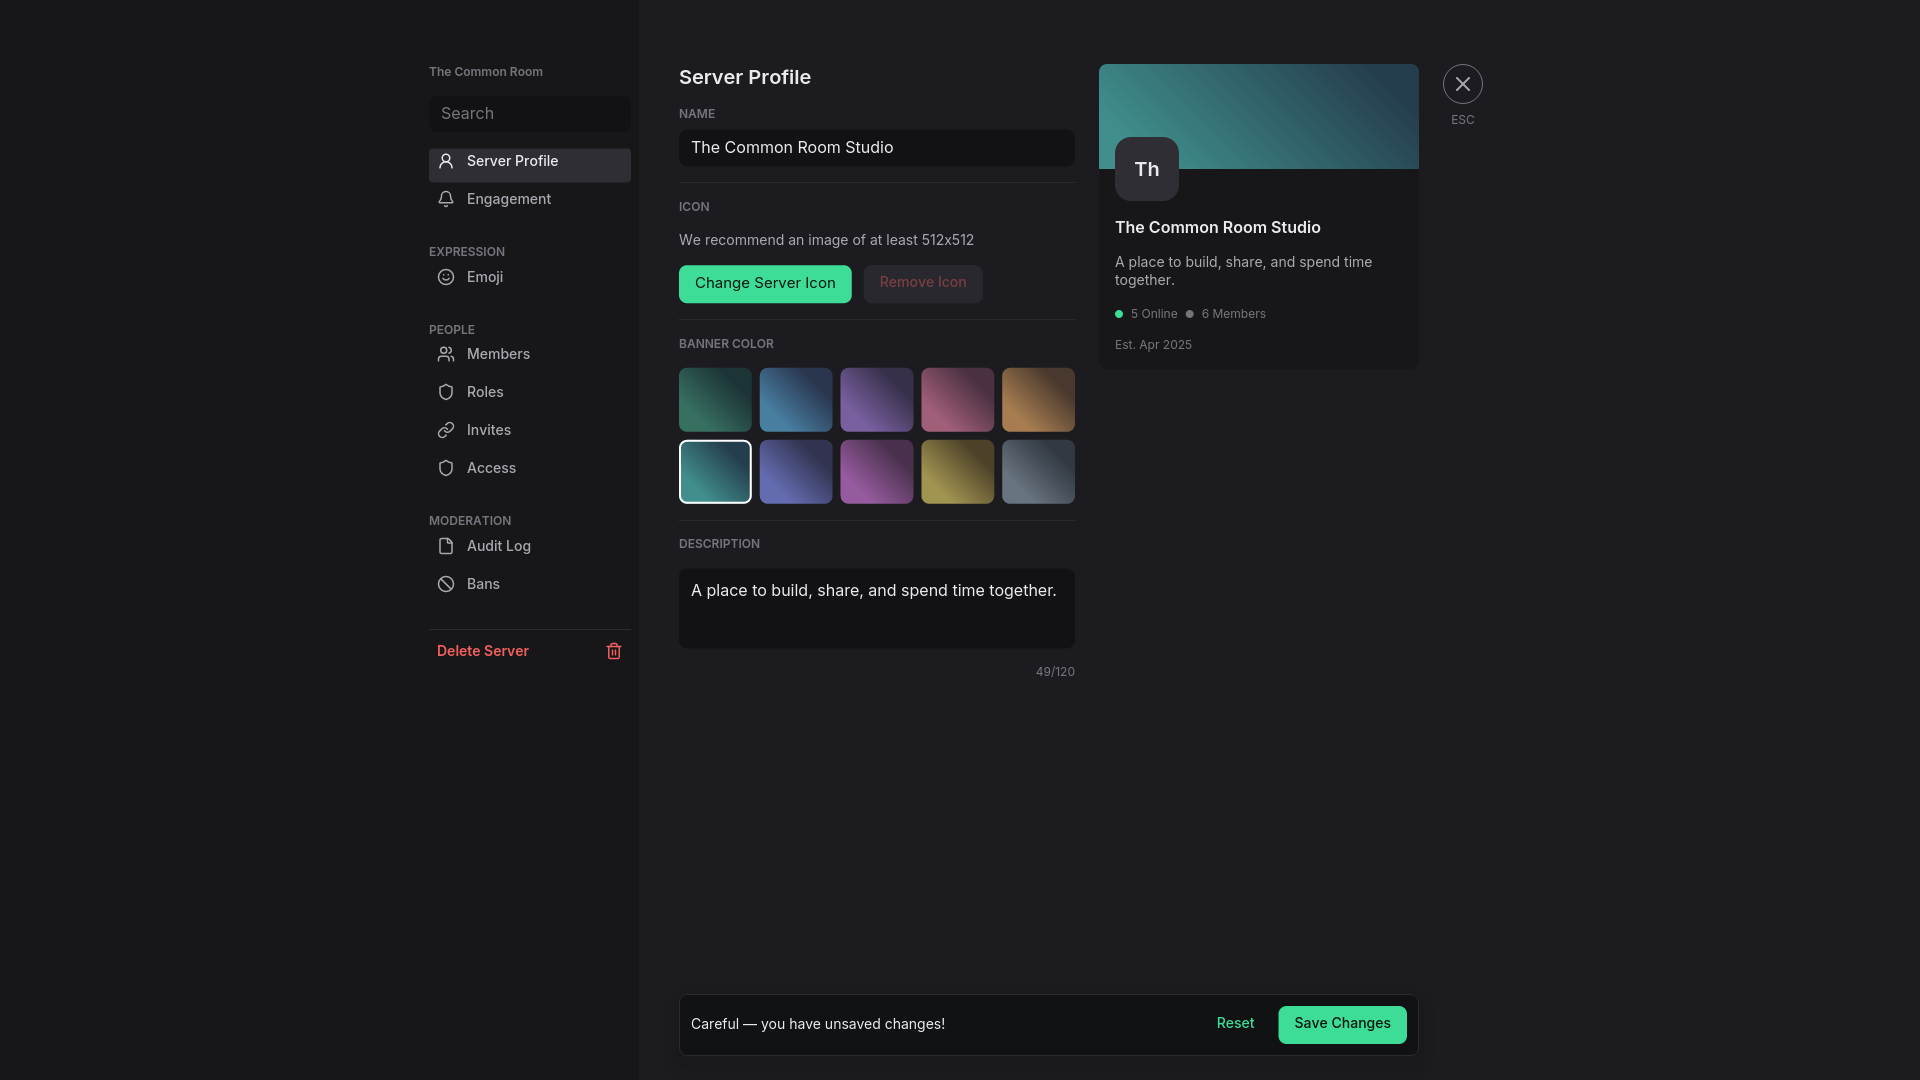 The Common Room
Search
Server Profile
Engagement
EXPRESSION
Emoji
PEOPLE
Members
Roles
Invites
Access
MODERATION
Audit Log
Bans
Delete Server
Server Profile
NAME
The Common Room Studio
ICON
We recommend an image of at least 512x512
Change Server Icon
Remove Icon
BANNER COLOR
DESCRIPTION
A place to build, share, and spend time together.
49/120
Th
The Common Room Studio
A place to build, share, and spend time
together.
5 Online
6 Members
Est. Apr 2025
ESC
Careful — you have unsaved changes!
Reset
Save Changes